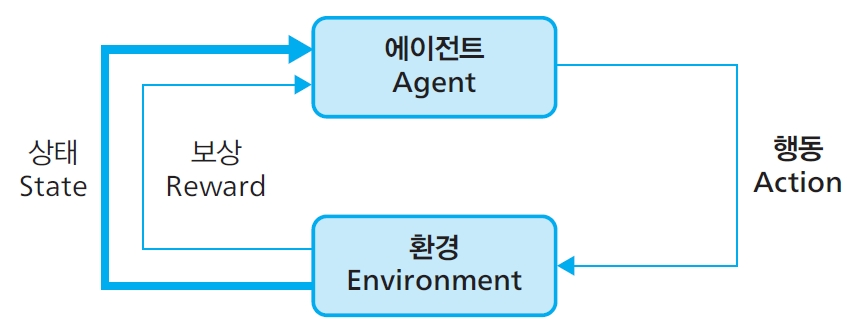 에이전트
Agent
상태
State
보상
Reward
행동
Action
환경
Environment